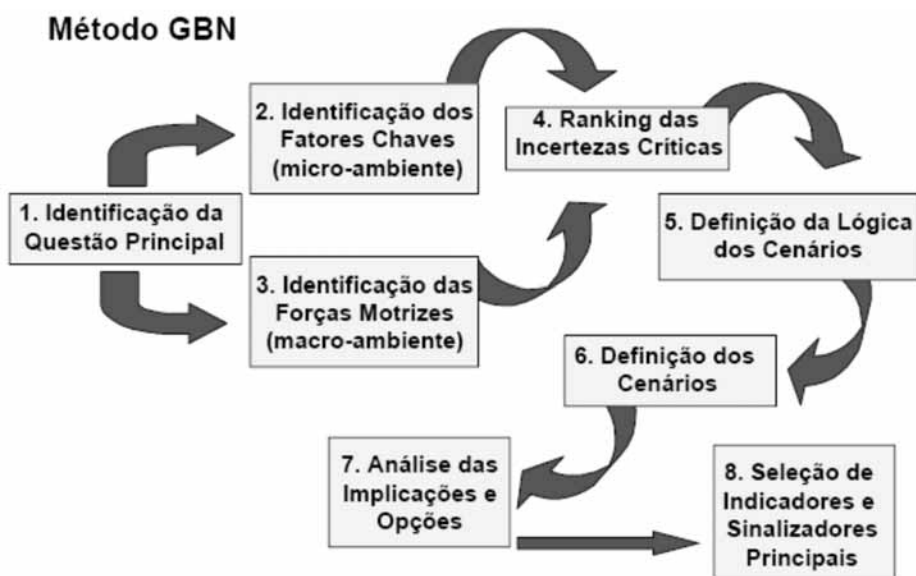 Método GBN
2. Identificação dos
Fatores Chaves
(micro-ambiente)
4. Ranking das
Incertezas Críticas
1. Identificação da
Questão Principal
5. Definição da Lógica
dos Cenários
3. Identificação das
Forças Motrizes
(macro-ambiente)
6. Definição dos
Cenários
7. Análise das
Implicações e
Opções
8. Seleção de
Indicadores e
Sinalizadores
Principais